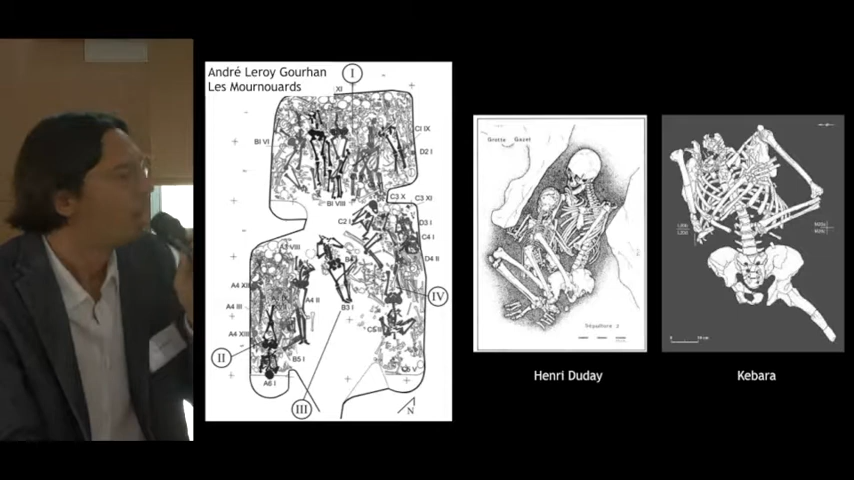 André Leroy Gourhan
Les Mournouards
I
XI
CI IX
BI VI
D2 I
C3 X
C3 XI
BI VIII
C2 I
D3 I
C4 I
A3 VIII
D4 II
A4 XI
A4 II
IV
A4 III
B3 I
A4 XIII
II
B5 I
A6 I
III
N
Grotte Gazel
Sépulture 2
Henri Duday
Kebara